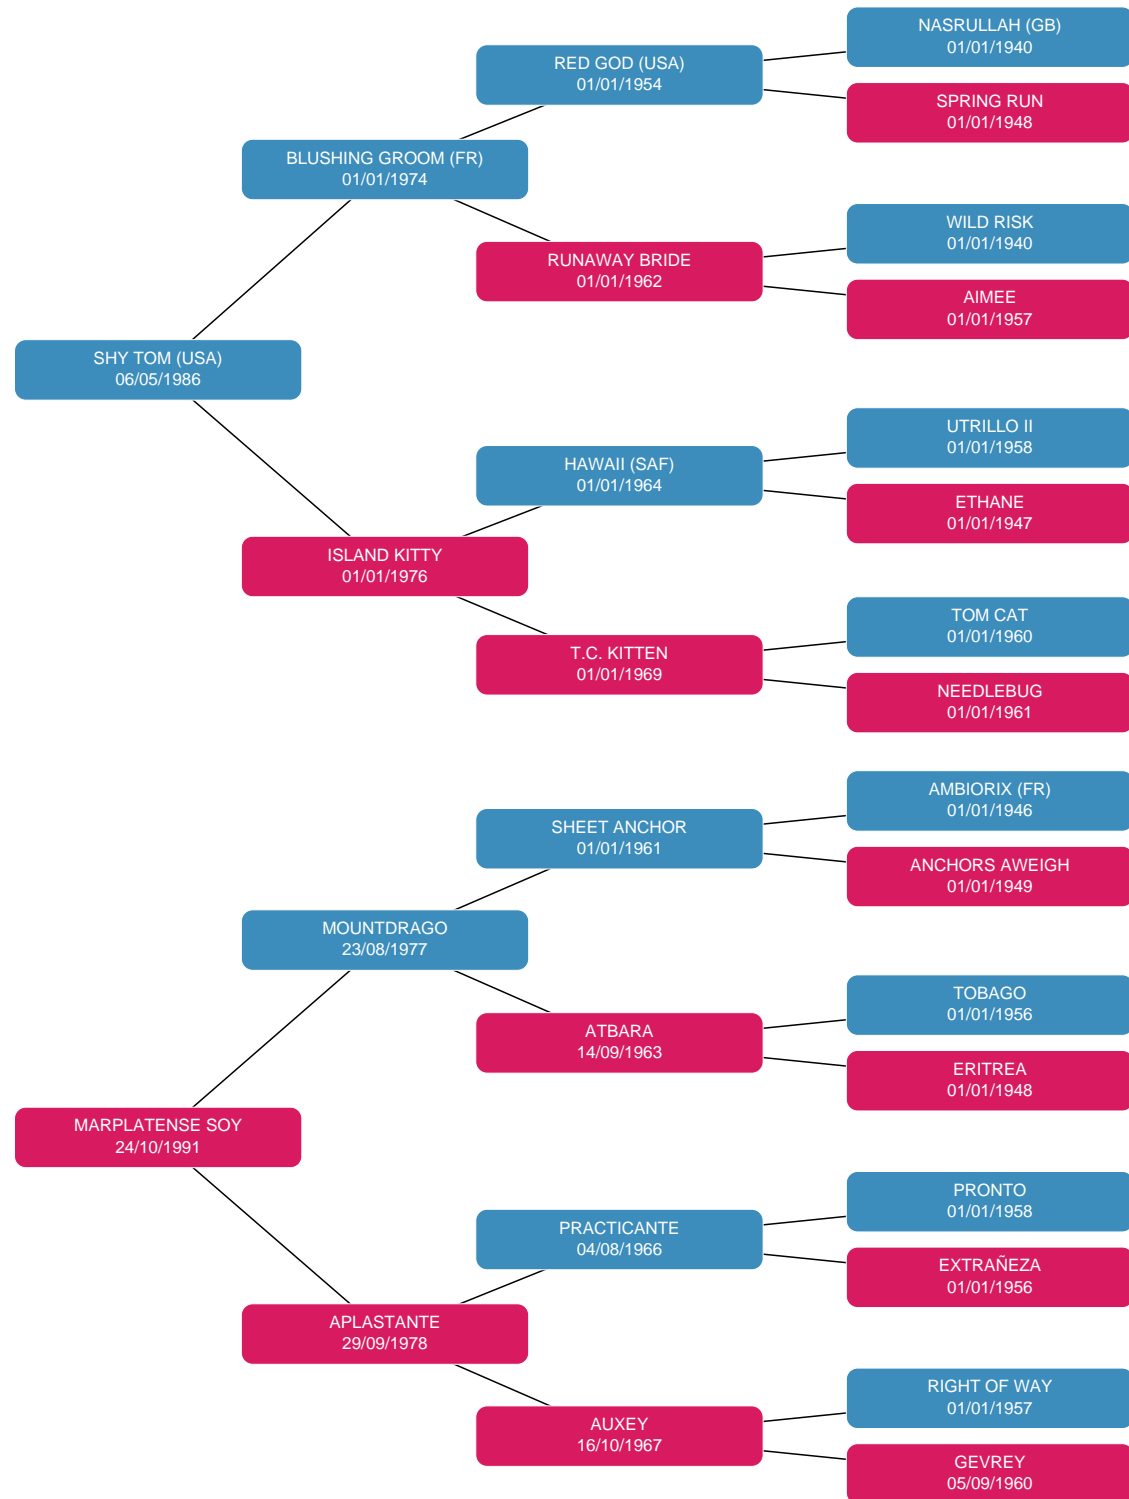 NASRULLAH (GB)
01/01/1940
RED GOD (USA)
01/01/1954
SPRING RUN
01/01/1948
BLUSHING GROOM (FR)
01/01/1974
WILD RISK
01/01/1940
RUNAWAY BRIDE
01/01/1962
AIMEE
01/01/1957
SHY TOM (USA)
06/05/1986
UTRILLO II
01/01/1958
HAWAII (SAF)
01/01/1964
ETHANE
01/01/1947
ISLAND KITTY
01/01/1976
TOM CAT
01/01/1960
T.C. KITTEN
01/01/1969
NEEDLEBUG
01/01/1961
AMBIORIX (FR)
01/01/1946
SHEET ANCHOR
01/01/1961
ANCHORS AWEIGH
01/01/1949
MOUNTDRAGO
23/08/1977
TOBAGO
01/01/1956
ATBARA
14/09/1963
ERITREA
01/01/1948
MARPLATENSE SOY
24/10/1991
PRONTO
01/01/1958
PRACTICANTE
04/08/1966
EXTRAÑEZA
01/01/1956
APLASTANTE
29/09/1978
RIGHT OF WAY
01/01/1957
AUXEY
16/10/1967
GEVREY
05/09/1960